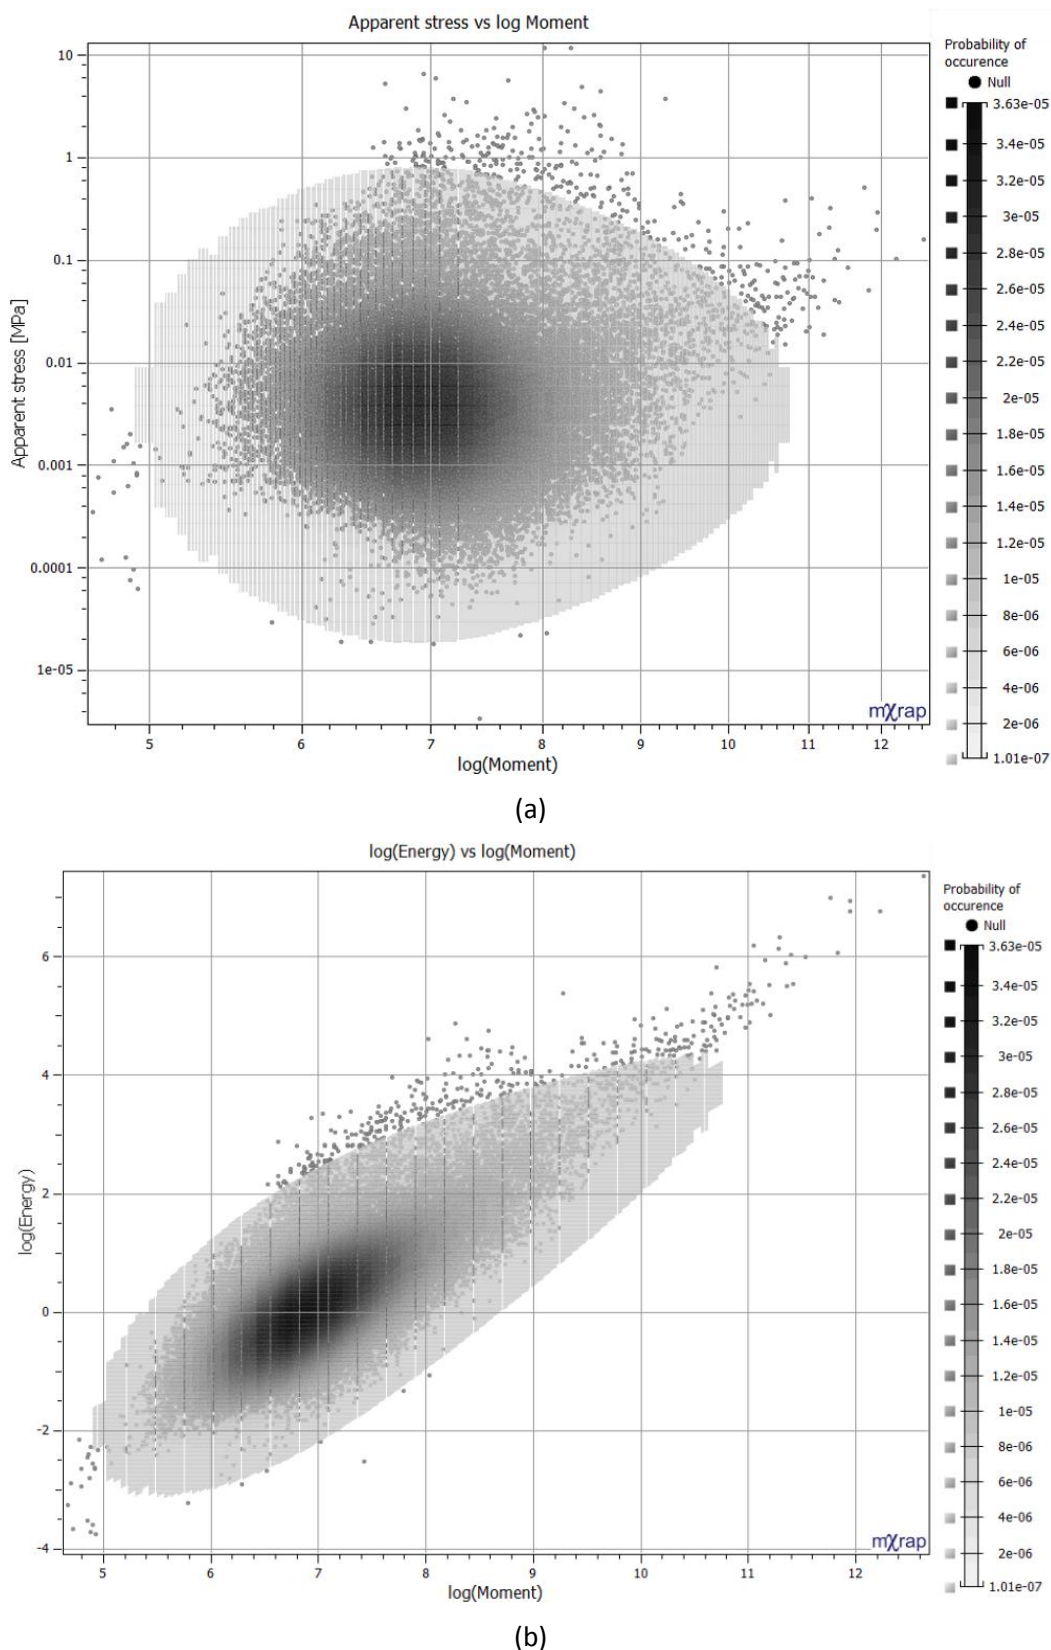 Apparent stress vs log Moment
Probability of
occurence
Null
3.63e-05
3.4e-05
3.2e-05
3e-05
2.8e-05
2.6e-05
2.4e-05
2.2e-05
2e-05
1.8e-05
1.6e-05
1.4e-05
1.2e-05
1e-05
8e-06
6e-06
4e-06
2e-06
1.01e-07
Apparent stress [MPa]
10
1
0.1
0.01
0.001
0.0001
1e-05
mXrap
5 6 7 8 9 10 11 12
log(Moment)
(a)
log(Energy) vs log(Moment)
Probability of
occurence
Null
3.63e-05
3.4e-05
3.2e-05
3e-05
2.8e-05
2.6e-05
2.4e-05
2.2e-05
2e-05
1.8e-05
1.6e-05
1.4e-05
1.2e-05
1e-05
8e-06
6e-06
4e-06
2e-06
1.01e-07
log(Energy)
6
4
2
0
-2
-4
mXrap
5 6 7 8 9 10 11 12
log(Moment)
(b)